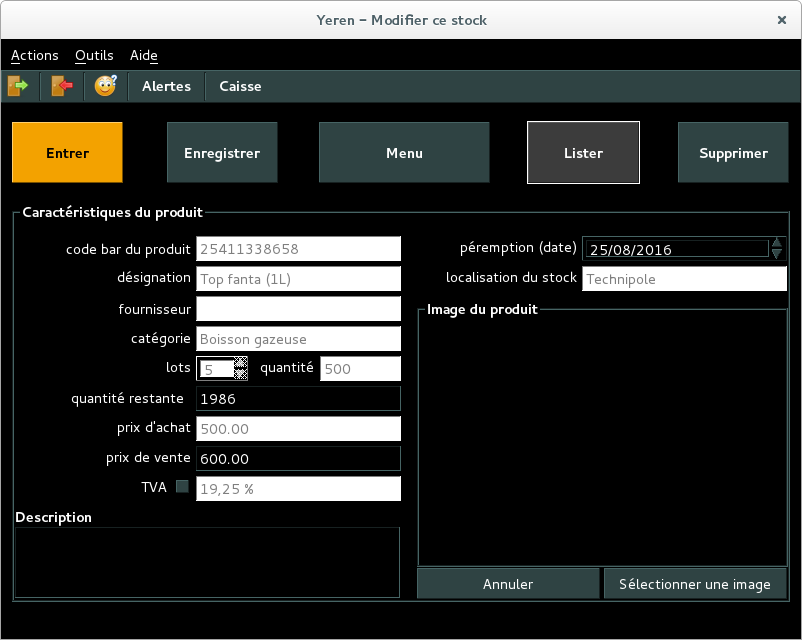 Yeren – Modifier ce stock
Actions Outils Aide
Alertes Caisse
Entrer Enregistrer Menu Lister Supprimer
Caractéristiques du produit
code bar du produit 25411338658 péremption (date) 25/08/2016
désignation Top fanta (1L) localisation du stock Technipole
fournisseur Image du produit
catégorie Boisson gazeuse
lots 5 quantité 500
quantité restante 1986
prix d'achat 500.00
prix de vente 600.00
TVA 19,25 %
Description
Annuler Sélectionner une image